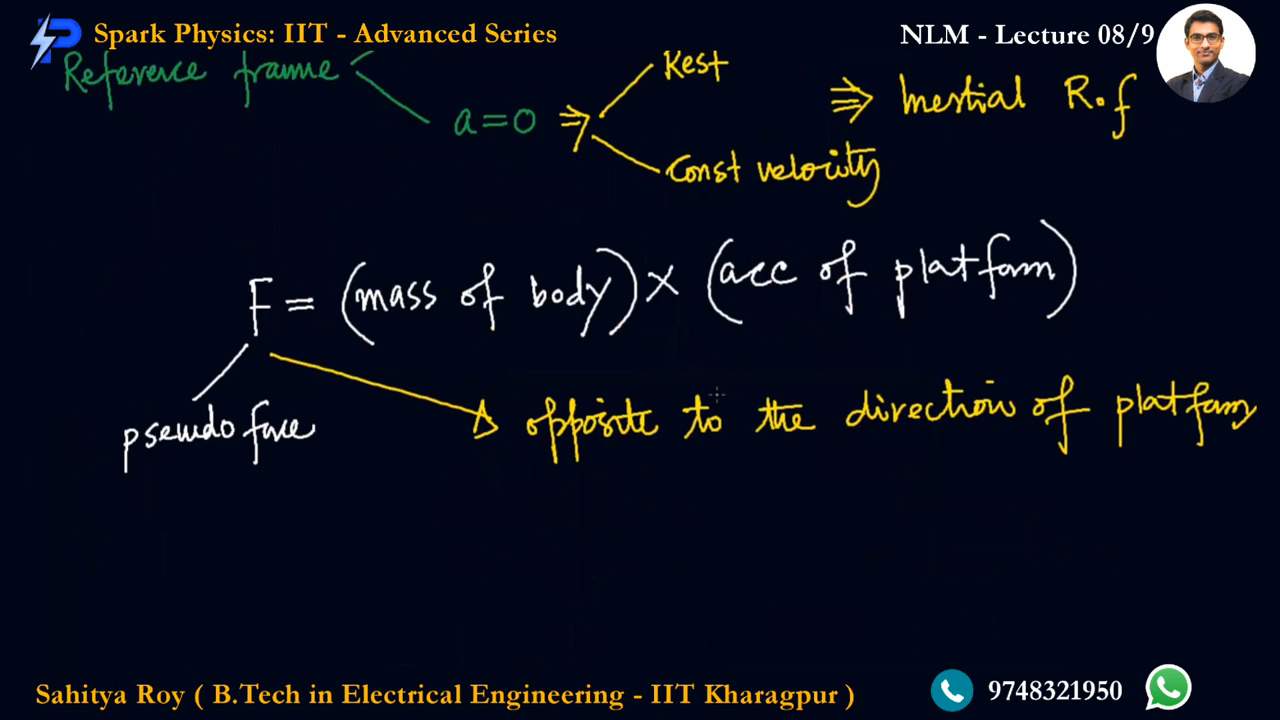 Spark Physics: IIT - Advanced Series
NLM - Lecture 08/9
Reference frame
a=0 ⇒
Rest
Const velocity
⇒ Inertial R.f
F = (mass of body) × (acc of platform)
pseudo force
opposite to the direction of platform
Sahitya Roy ( B.Tech in Electrical Engineering - IIT Kharagpur )
9748321950